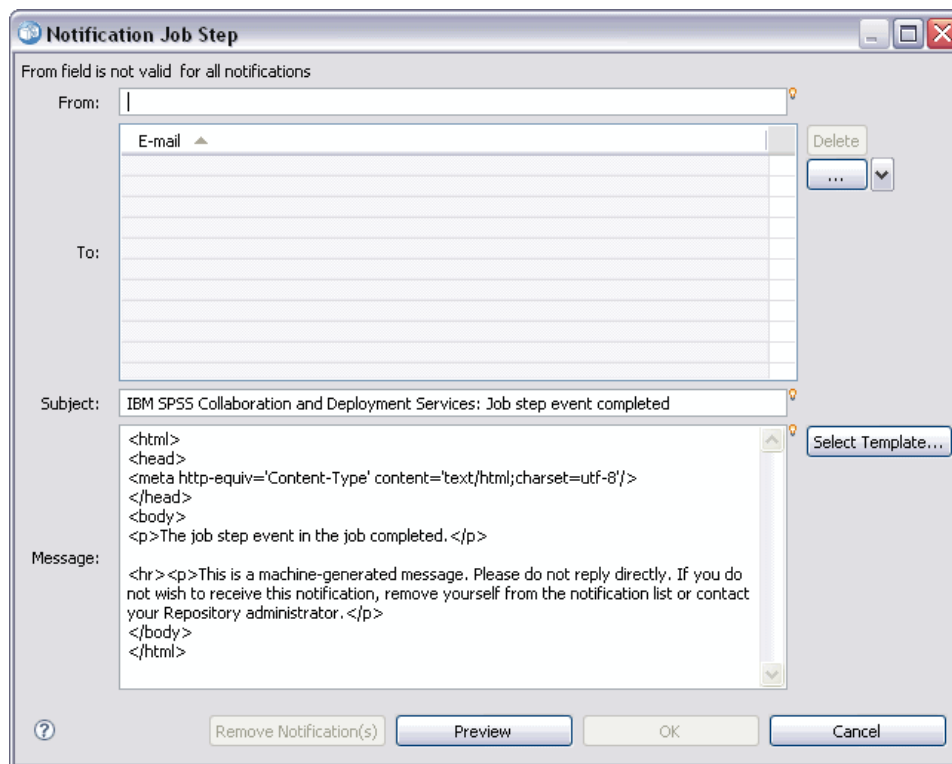 Notification Job Step
From field is not valid for all notifications
From:
E-mail
Delete
...
To:
Subject:
IBM SPSS Collaboration and Deployment Services: Job step event completed
Message:
<html>
<head>
<meta http-equiv='Content-Type' content='text/html;charset=utf-8'/>
</head>
<body>
<p>The job step event in the job completed.</p>
<hr><p>This is a machine-generated message. Please do not reply directly. If you do
not wish to receive this notification, remove yourself from the notification list or contact
your Repository administrator.</p>
</body>
</html>
Select Template...
?
Remove Notification(s)
Preview
OK
Cancel